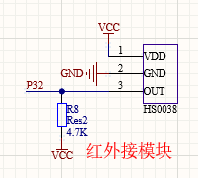 VCC
1 VDD
GND 2 GND
P32 3 OUT
HS0038
R8
Res2
4.7K
VCC
红外接模块